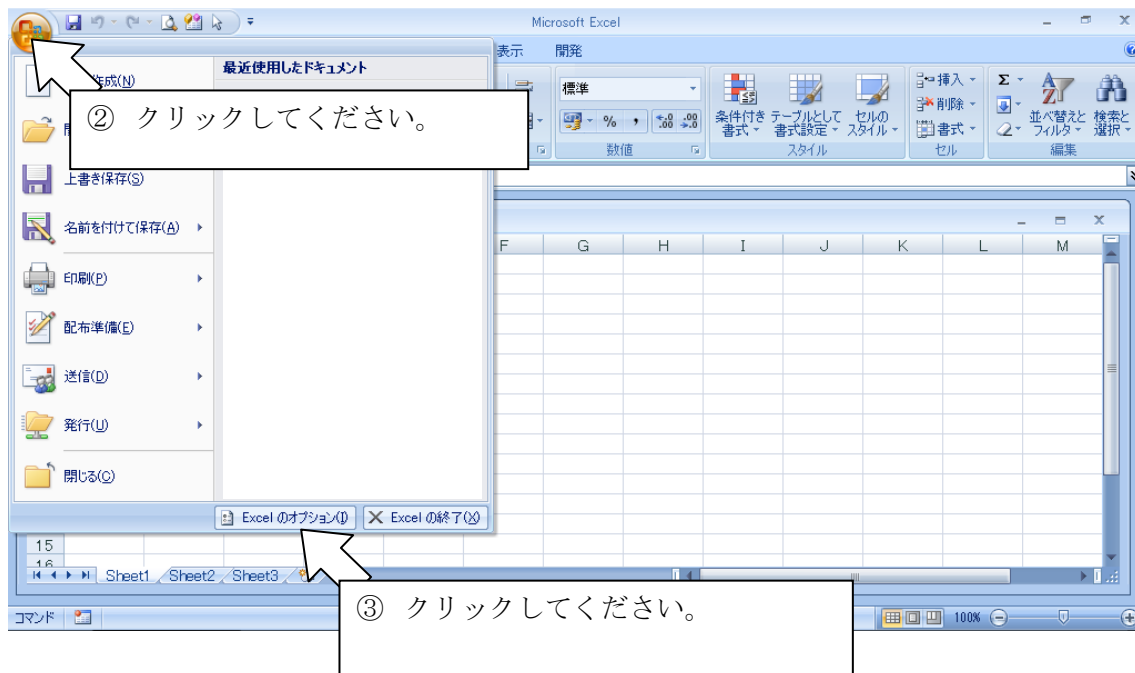 Microsoft Excel
表示 開発
最近使用したドキュメント
作成(N)
② クリックしてください。
標準
% ,
条件付き書式
テーブルとして書式設定
セルのスタイル
挿入
削除
書式
Σ
並べ替えとフィルタ
検索と選択
数値
スタイル
セル
編集
上書き保存(S)
名前を付けて保存(A)
印刷(P)
配布準備(E)
送信(D)
発行(U)
閉じる(C)
F G H I J K L M
Excel のオプション(I) Excel の終了(X)
15
16
Sheet1 Sheet2 Sheet3
③ クリックしてください。
コマンド
100%